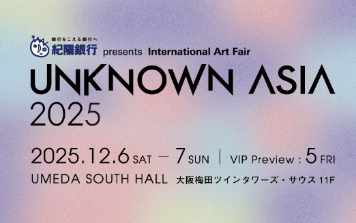 銀行をこえる銀行へ
紀陽銀行 presents International Art Fair
UNKNOWN ASIA
2025
2025.12.6 SAT — 7 SUN | VIP Preview : 5 FRI
UMEDA SOUTH HALL 大阪梅田ツインタワーズ・サウス 11F